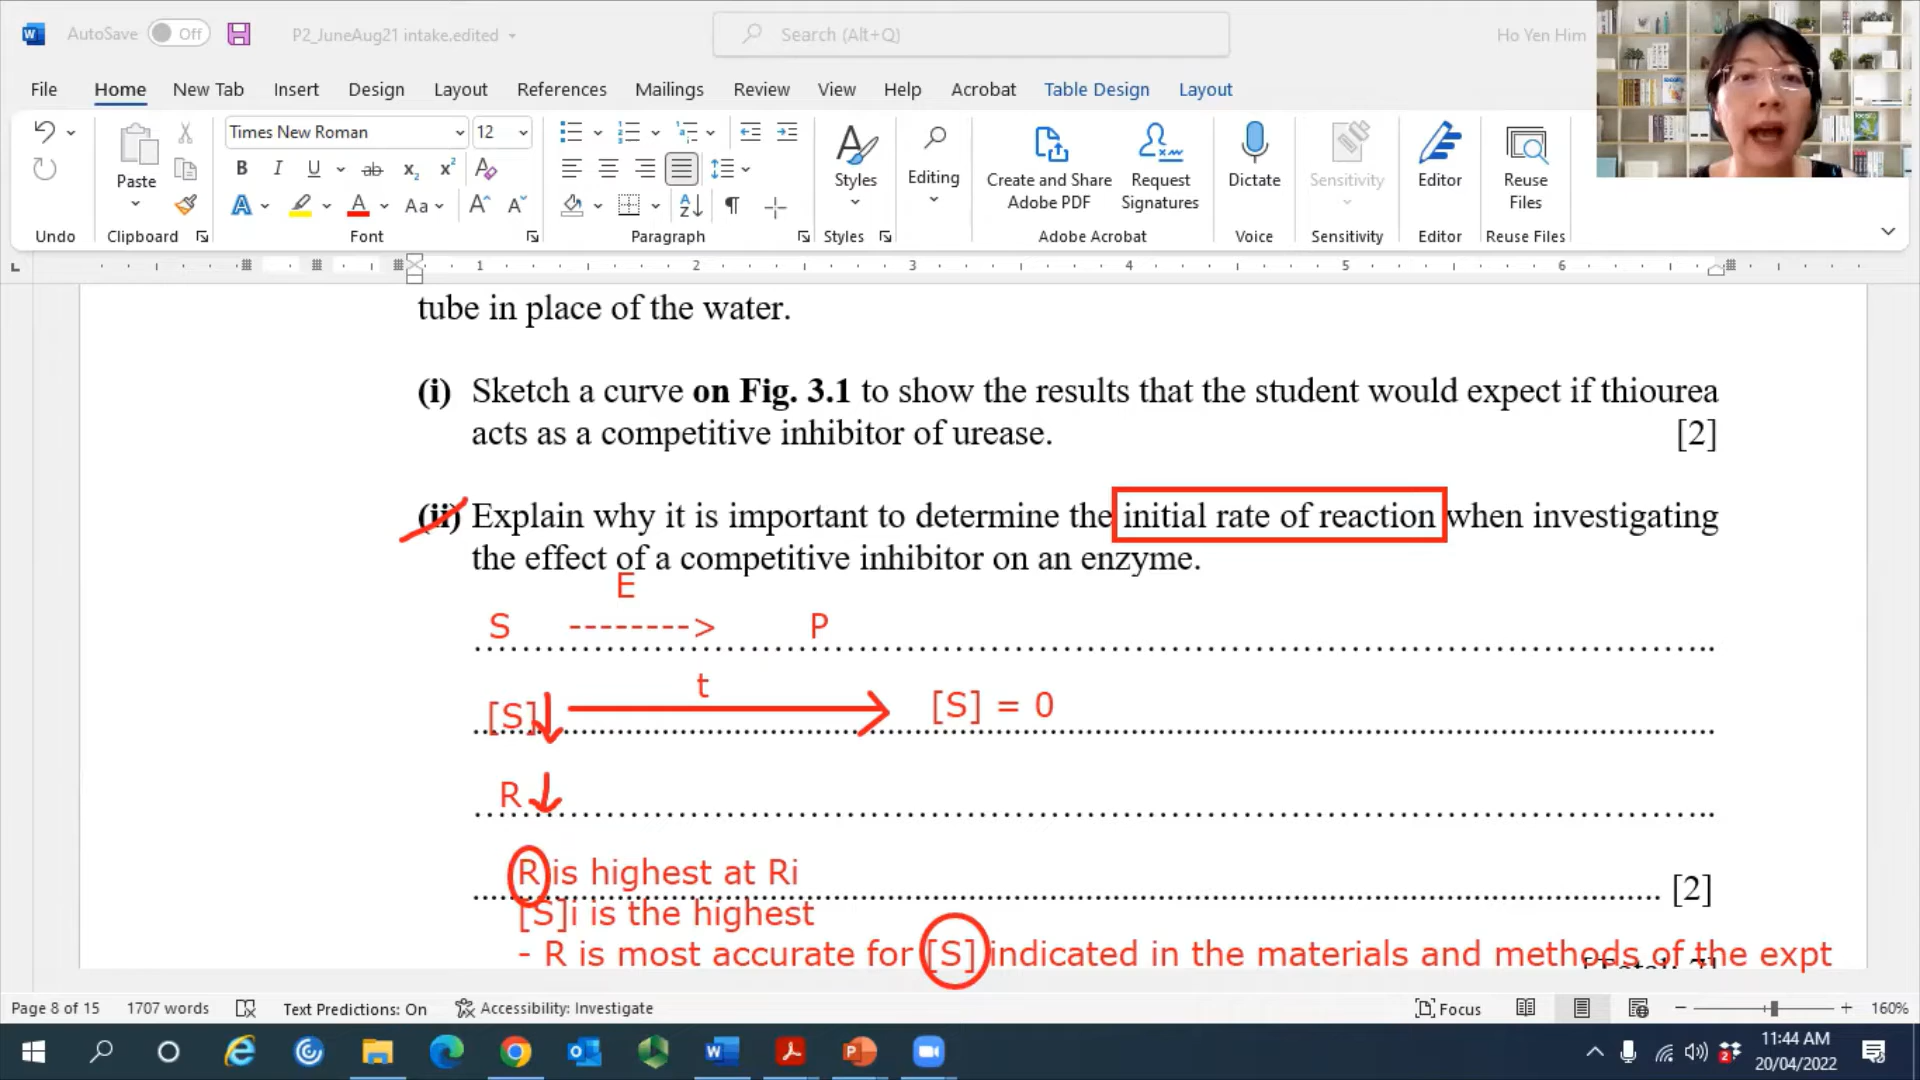 AutoSave Off P2_JuneAug21 intake.edited Search (Alt+Q) Ho Yen Him
File Home New Tab Insert Design Layout References Mailings Review View Help Acrobat Table Design Layout
Times New Roman 12
Paste Styles Editing Create and Share Adobe PDF Request Signatures Dictate Sensitivity Editor Reuse Files
Undo Clipboard Font Paragraph Styles Adobe Acrobat Voice Sensitivity Editor Reuse Files
1 2 3 4 5 6
tube in place of the water.
(i) Sketch a curve on Fig. 3.1 to show the results that the student would expect if thiourea
acts as a competitive inhibitor of urease. [2]
(ii) Explain why it is important to determine the initial rate of reaction when investigating
the effect of a competitive inhibitor on an enzyme.
E
S --------> P
t
[S] [S] = 0
R
R is highest at Ri
[2]
[S]i is the highest
- R is most accurate for [S] indicated in the materials and methods of the expt
Page 8 of 15 1707 words Text Predictions: On Accessibility: Investigate Focus 160%
11:44 AM
20/04/2022